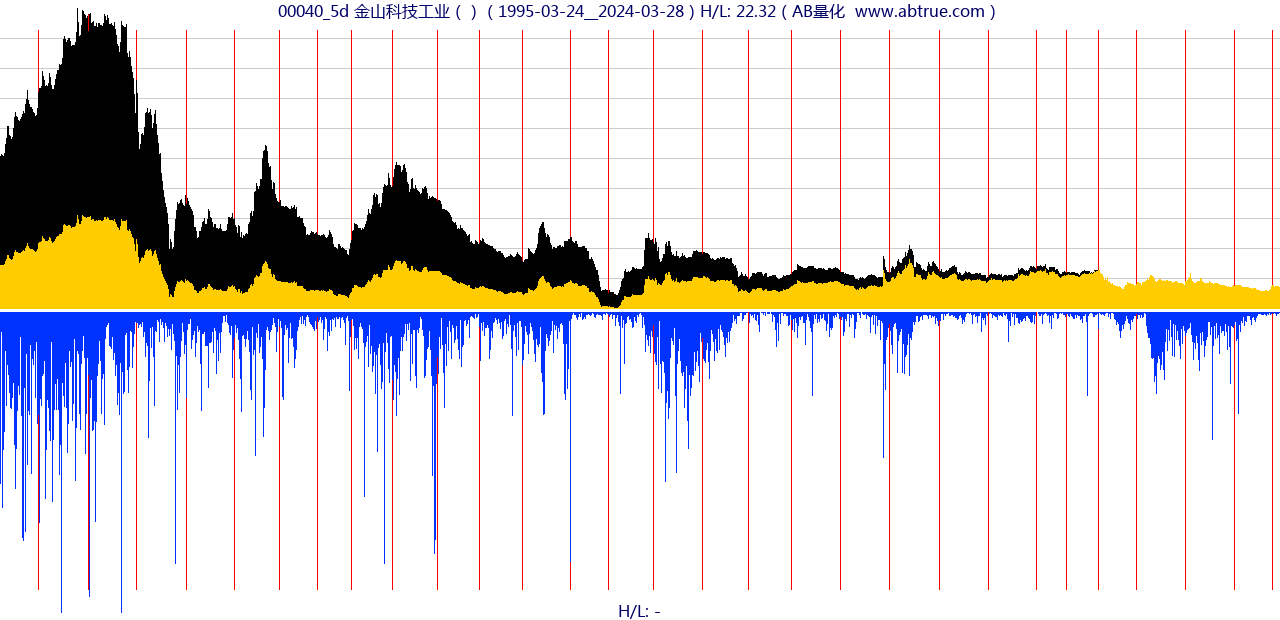 00040_5d 金山科技工业 ( ) ( 1995-03-24__2024-03-28 ) H/L: 22.32 ( AB量化 www.abtrue.com )
H/L: -